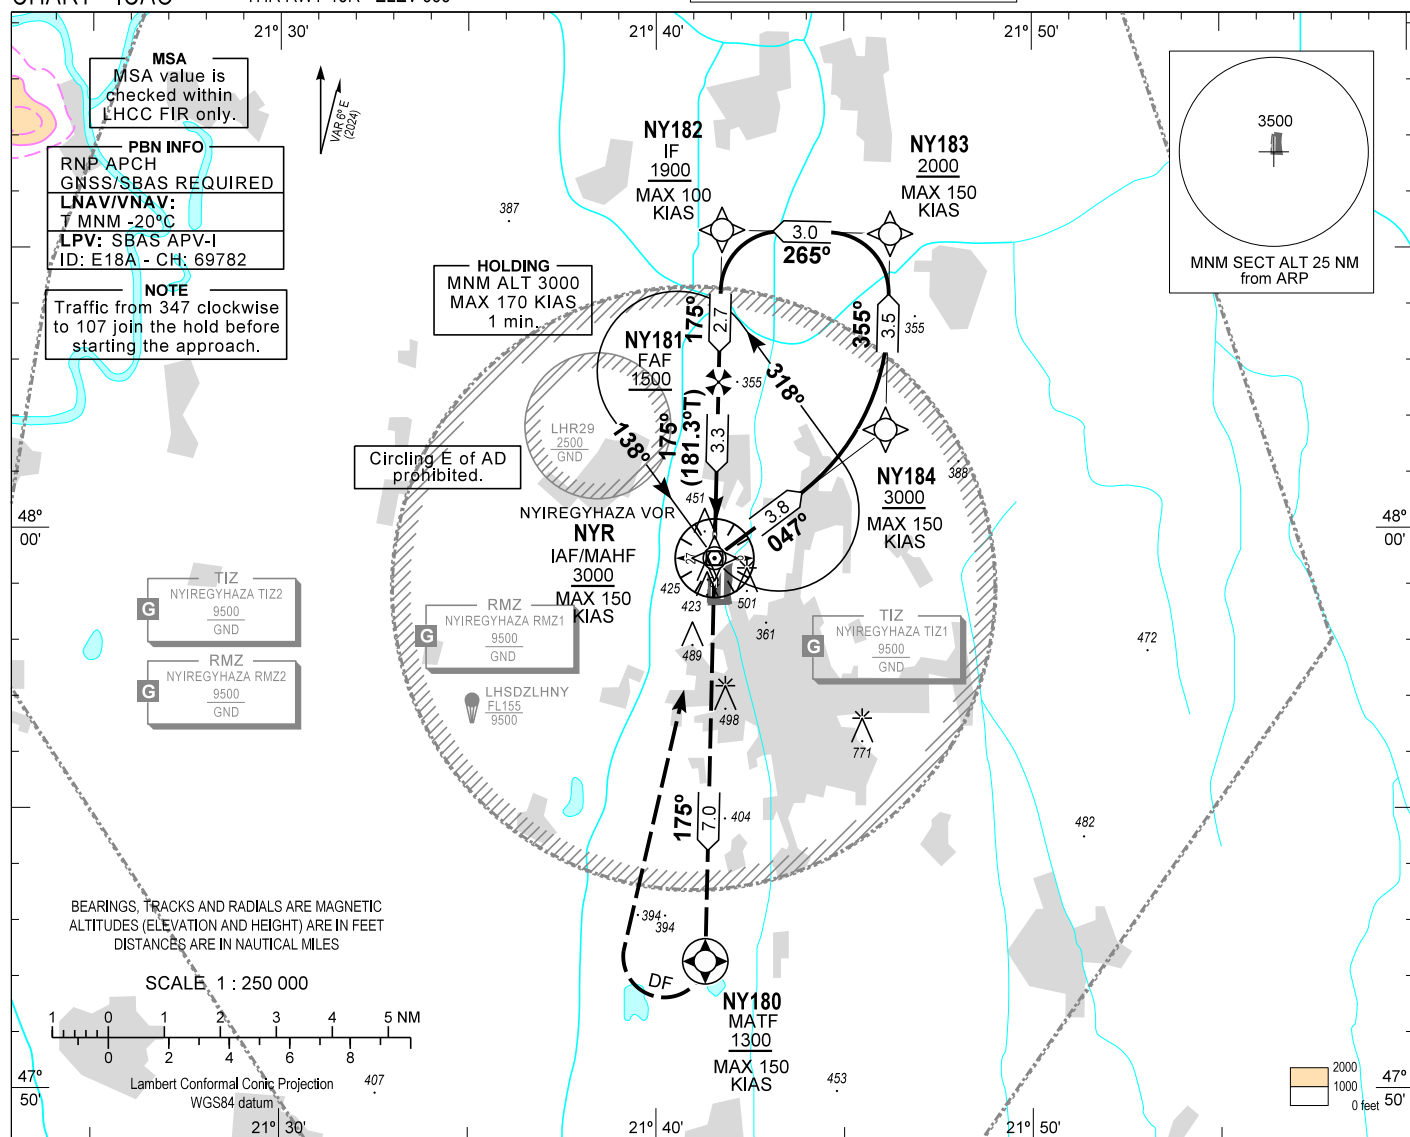 21° 30'
21° 40'
21° 50'
MSA
MSA value is
checked within
LHCC FIR only.
VAR 6° E
(2024)
PBN INFO
RNP APCH
GNSS/SBAS REQUIRED
LNAV/VNAV:
T MNM -20°C
LPV: SBAS APV-I
ID: E18A - CH: 69782
NOTE
Traffic from 347 clockwise
to 107 join the hold before
starting the approach.
NY182
IF
1900
MAX 100
KIAS
NY183
2000
MAX 150
KIAS
3500
MNM SECT ALT 25 NM
from ARP
387
3.0
265°
HOLDING
MNM ALT 3000
MAX 170 KIAS
1 min.
175°
2.7
355°
3.5
355
NY181
FAF
1500
355
318°
LHR29
2500
GND
138°
175°
(181.3°T)
3.3
Circling E of AD
prohibited.
NY184
3000
MAX 150
KIAS
388
451
3.8
047°
NYIREGYHAZA VOR
NYR
IAF/MAHF
3000
MAX 150
KIAS
48°
00'
48°
00'
27
425
423
501
361
489
498
771
472
TIZ
NYIREGYHAZA TIZ2
9500
GND
G
RMZ
NYIREGYHAZA RMZ2
9500
GND
G
RMZ
NYIREGYHAZA RMZ1
9500
GND
G
TIZ
NYIREGYHAZA TIZ1
9500
GND
G
LHSDZLHNY
FL155
9500
175°
7.0
404
482
394
394
DF
NY180
MATF
1300
MAX 150
KIAS
BEARINGS, TRACKS AND RADIALS ARE MAGNETIC
ALTITUDES (ELEVATION AND HEIGHT) ARE IN FEET
DISTANCES ARE IN NAUTICAL MILES
SCALE 1 : 250 000
1 0 1 2 3 4 5 NM
0 2 4 6 8
Lambert Conformal Conic Projection
WGS84 datum
407
453
2000
1000
0 feet
47°
50'
47°
50'
21° 30'
21° 40'
21° 50'